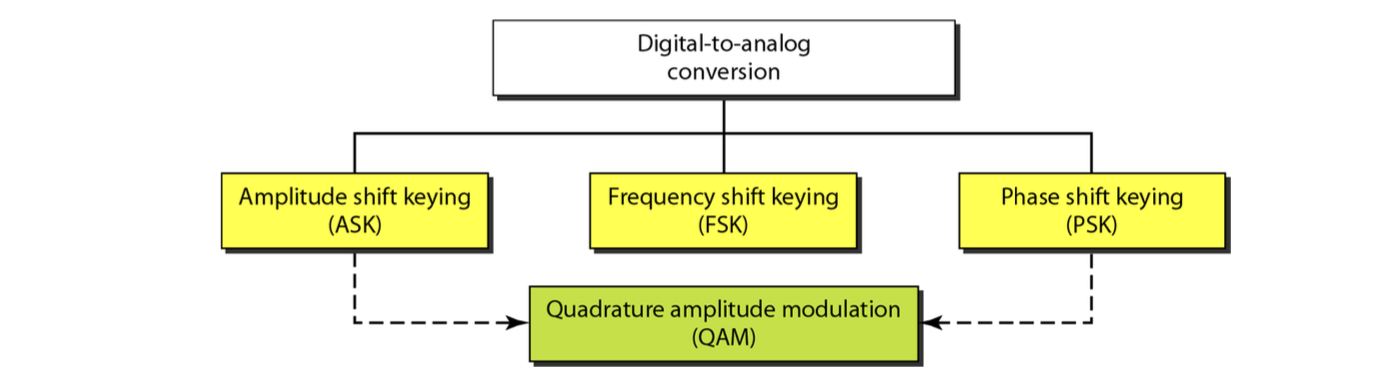 Digital-to-analog
conversion
Amplitude shift keying
(ASK)
Frequency shift keying
(FSK)
Phase shift keying
(PSK)
Quadrature amplitude modulation
(QAM)